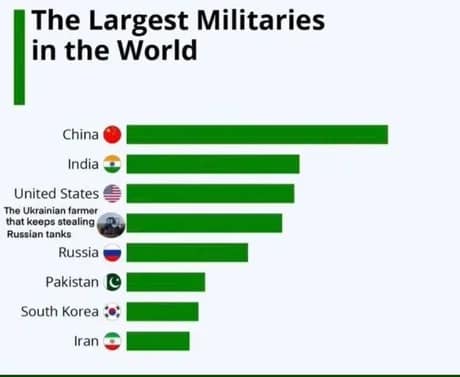 The Largest Militaries
in the World
China
India
United States
The Ukrainian farmer
that keeps stealing
Russian tanks
Russia
Pakistan
South Korea
Iran